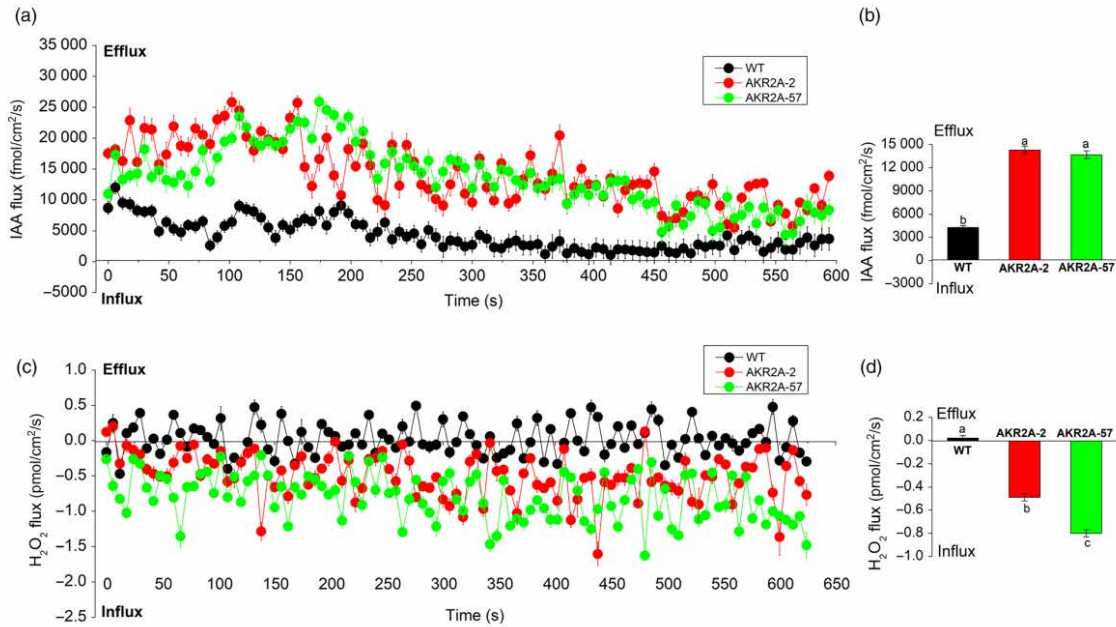 (a)
35 000
30 000
25 000
20 000
15 000
10 000
5000
0
−5000
IAA flux (fmol/cm²/s)
Efflux
Influx
WT
AKR2A-2
AKR2A-57
0 50 100 150 200 250 300 350 400 450 500 550 600
Time (s)
(b)
Efflux
15 000
12 000
9000
6000
3000
0
−3000
IAA flux (fmol/cm²/s)
b
a
a
WT AKR2A-2 AKR2A-57
Influx
(c)
1.0
0.5
0.0
−0.5
−1.0
−1.5
−2.0
−2.5
H₂O₂ flux (pmol/cm²/s)
Efflux
Influx
WT
AKR2A-2
AKR2A-57
0 50 100 150 200 250 300 350 400 450 500 550 600 650
Time (s)
(d)
Efflux
0.2
0.0
−0.2
−0.4
−0.6
−0.8
−1.0
H₂O₂ flux (pmol/cm²/s)
a
AKR2A-2 AKR2A-57
WT
b
c
Influx